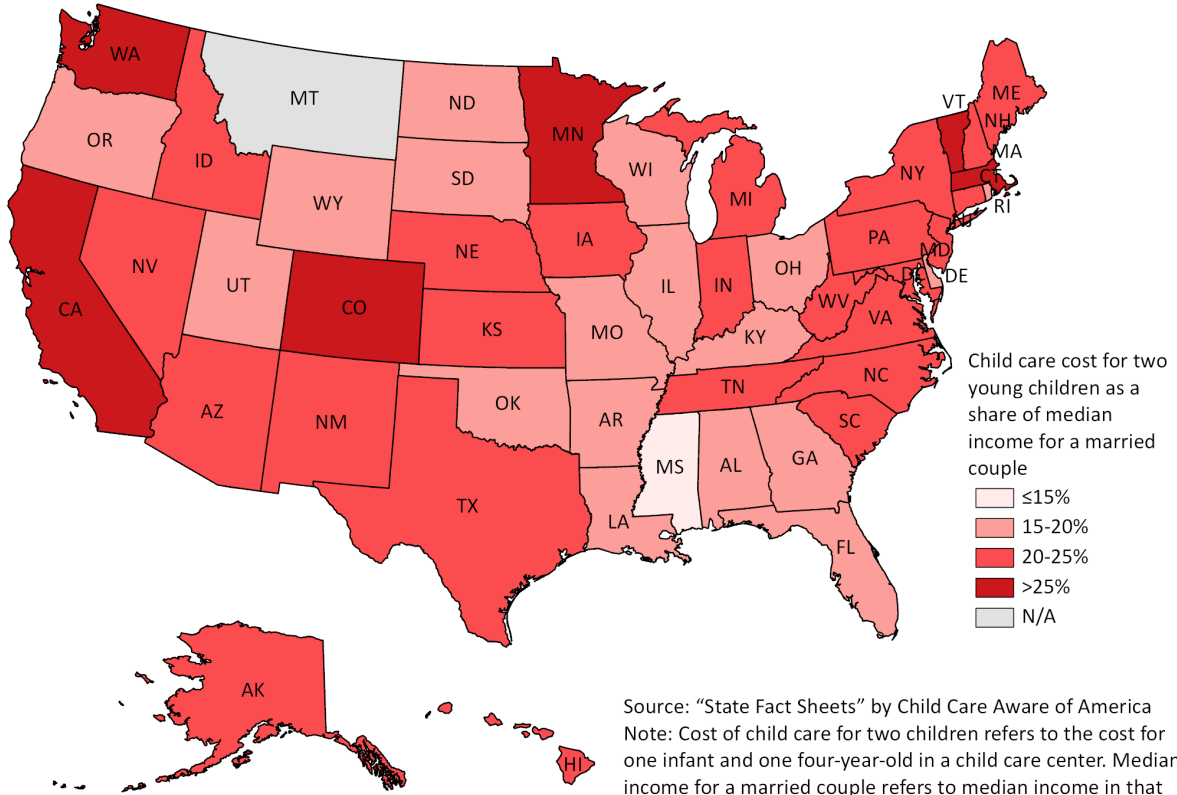 WA
MT
ND
MN
VT
ME
OR
ID
SD
WI
NH
MA
NY
CT
WY
MI
RI
NV
NE
IA
PA
NJ
UT
CO
IL
IN
OH
MD
DC
DE
CA
KS
MO
KY
WV
VA
AZ
NM
OK
AR
TN
NC
SC
MS
AL
GA
TX
LA
FL
AK
HI
Child care cost for two
young children as a
share of median
income for a married
couple
≤15%
15-20%
20-25%
>25%
N/A
Source: “State Fact Sheets” by Child Care Aware of America
Note: Cost of child care for two children refers to the cost for
one infant and one four-year-old in a child care center. Median
income for a married couple refers to median income in that